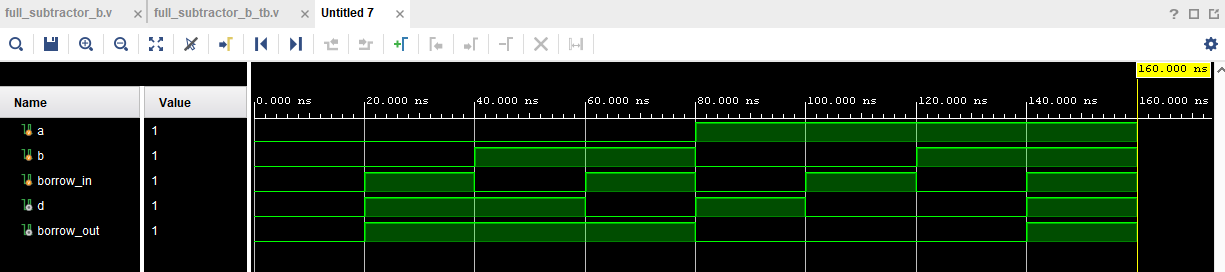 full_subtractor_b.v × full_subtractor_b_tb.v × Untitled 7 ×
?
160.000 ns
Name Value 0.000 ns 20.000 ns 40.000 ns 60.000 ns 80.000 ns 100.000 ns 120.000 ns 140.000 ns 160.000 ns
a 1
b 1
borrow_in 1
d 1
borrow_out 1